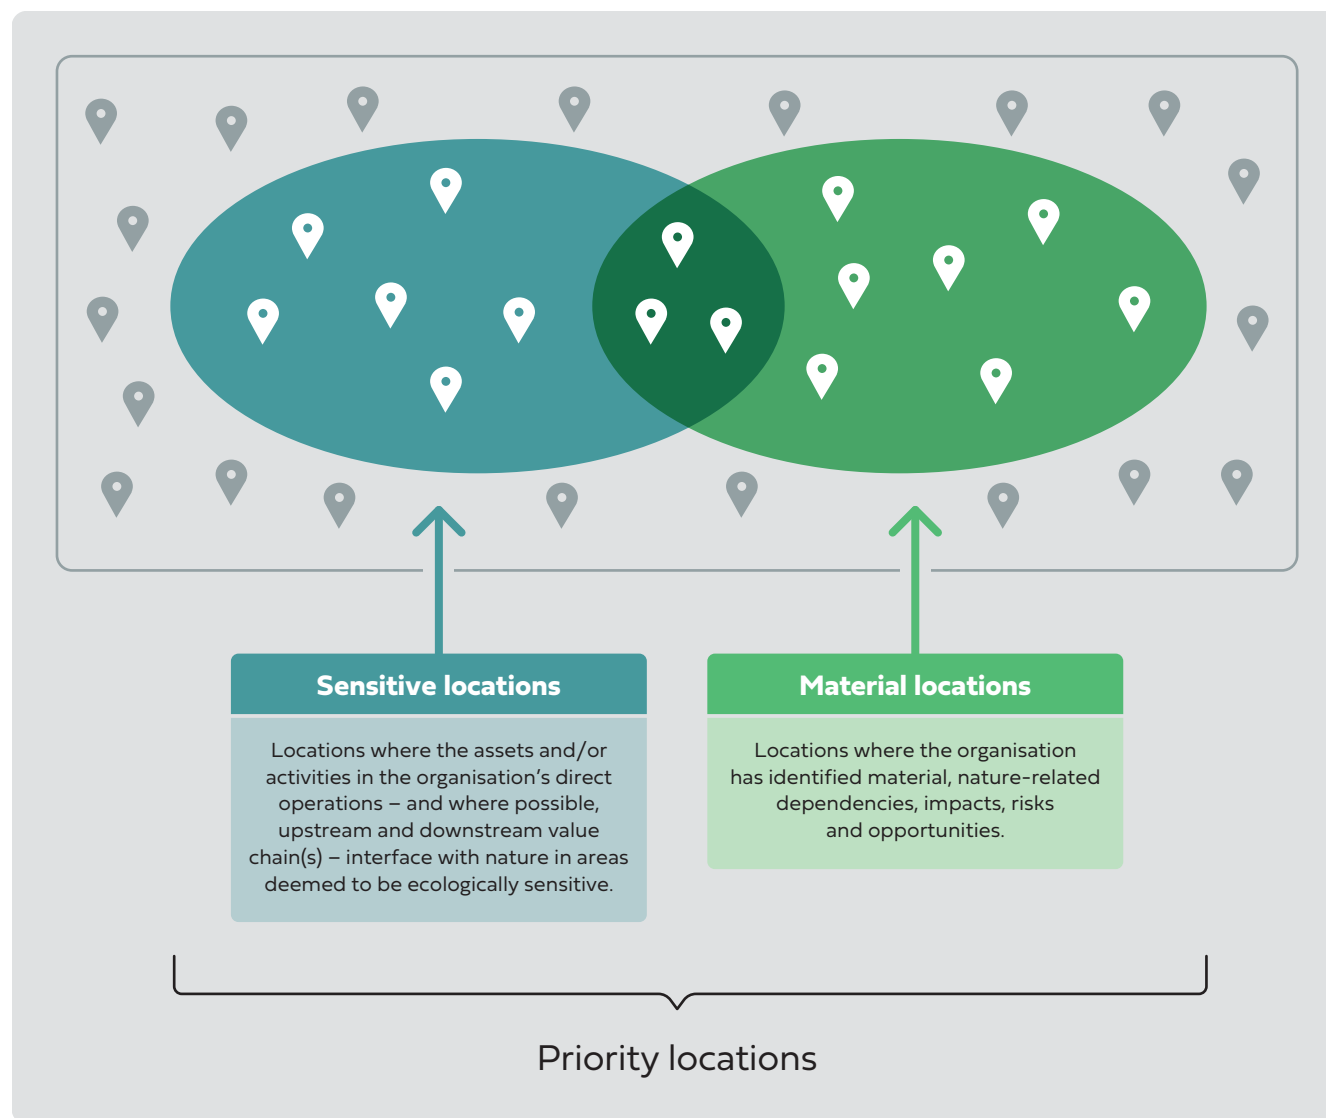 Sensitive locations
Locations where the assets and/or
activities in the organisation’s direct
operations – and where possible,
upstream and downstream value
chain(s) – interface with nature in areas
deemed to be ecologically sensitive.
Material locations
Locations where the organisation
has identified material, nature-related
dependencies, impacts, risks
and opportunities.
Priority locations